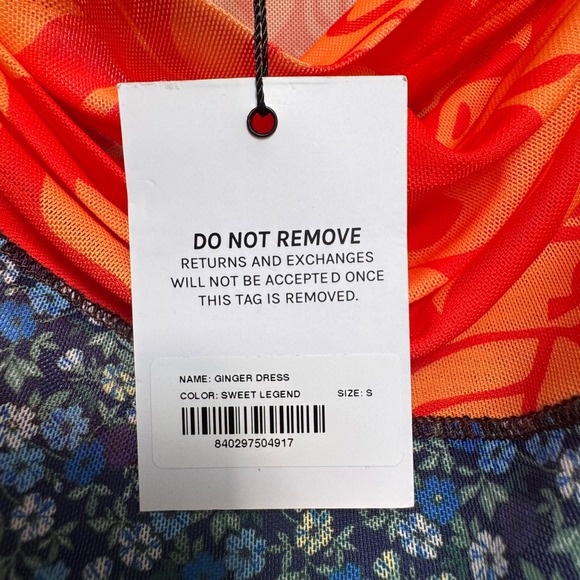 DO NOT REMOVE
RETURNS AND EXCHANGES
WILL NOT BE ACCEPTED ONCE
THIS TAG IS REMOVED.
NAME: GINGER DRESS
COLOR: SWEET LEGEND SIZE: S
840297504917